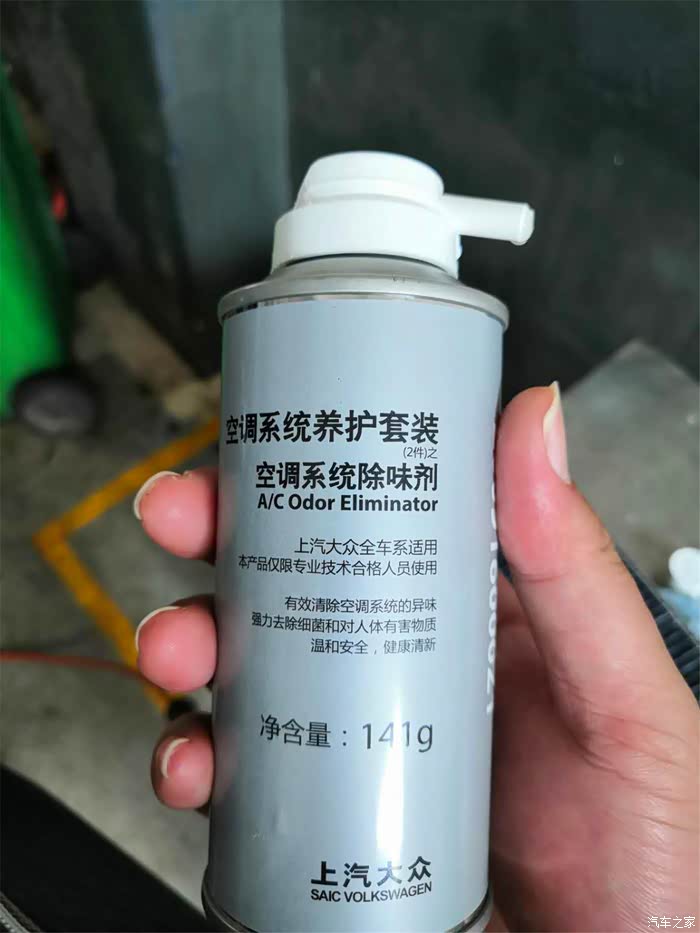 空调系统养护套装
(2件)之
空调系统除味剂
A/C Odor Eliminator
上汽大众全车系适用
本产品仅限专业技术合格人员使用
有效清除空调系统的异味
强力去除细菌和对人体有害物质
温和安全，健康清新
净含量：141g
上汽大众
SAIC VOLKSWAGEN
汽车之家